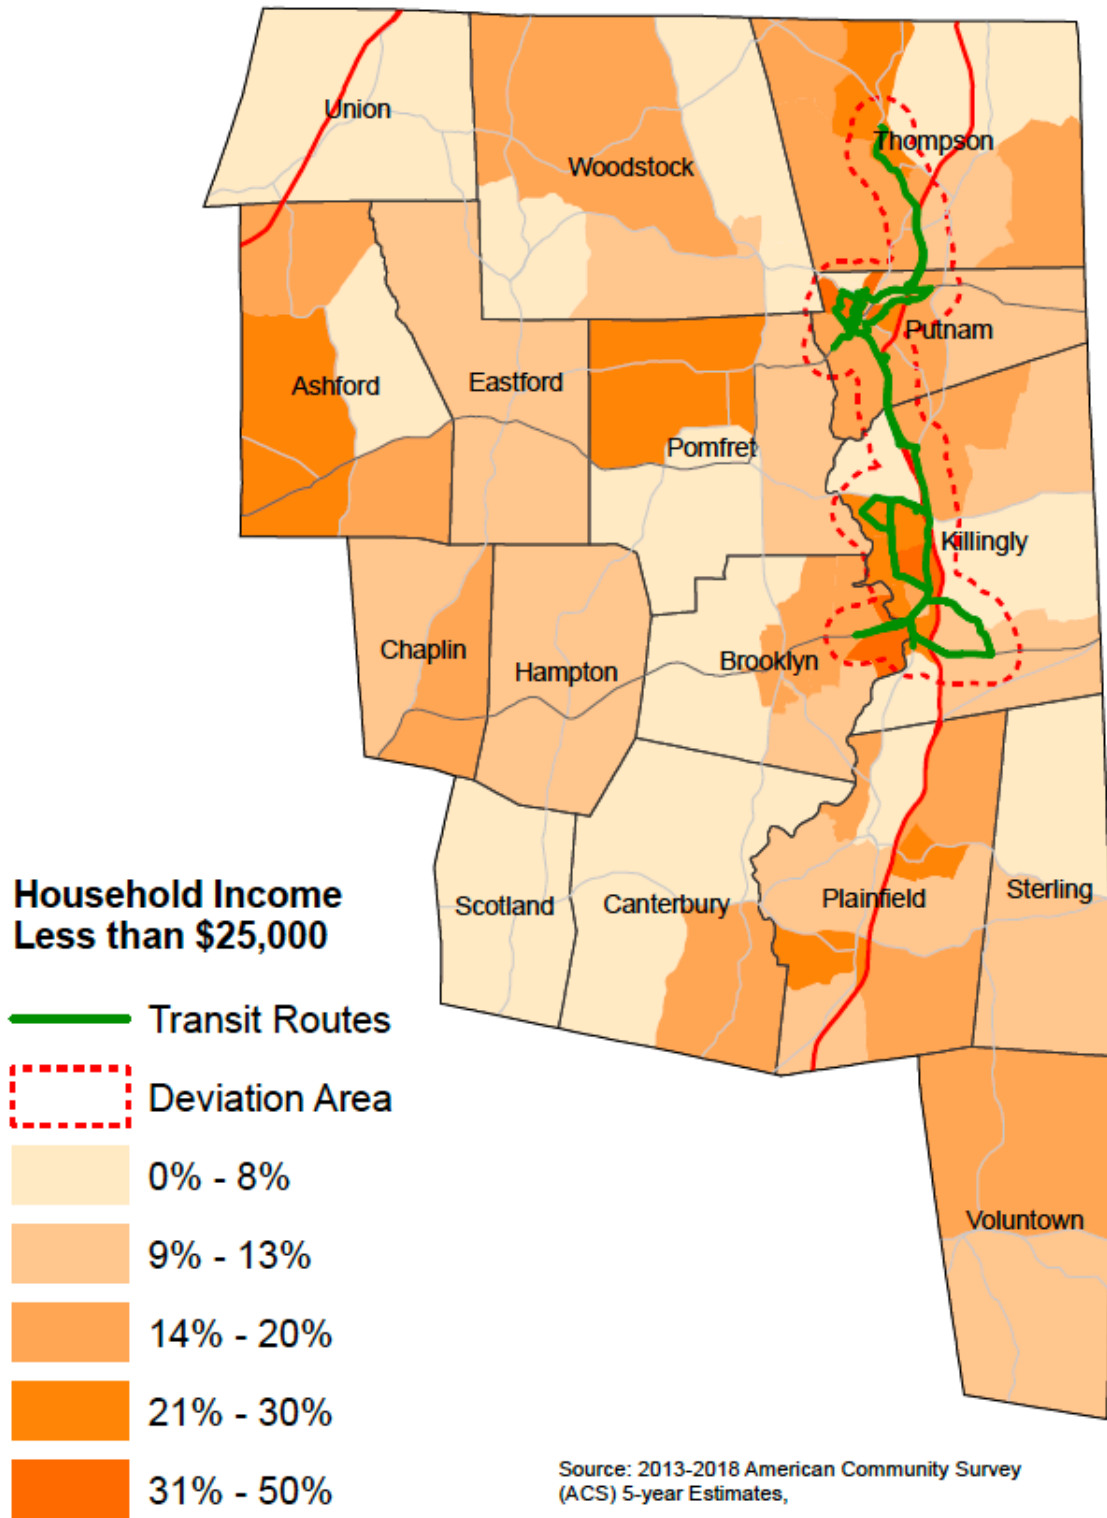 Union
Thompson
Woodstock
Putnam
Ashford
Eastford
Pomfret
Killingly
Chaplin
Hampton
Brooklyn
Scotland
Canterbury
Plainfield
Sterling
Voluntown
Household Income
Less than $25,000
Transit Routes
Deviation Area
0% - 8%
9% - 13%
14% - 20%
21% - 30%
31% - 50%
Source: 2013-2018 American Community Survey
(ACS) 5-year Estimates,